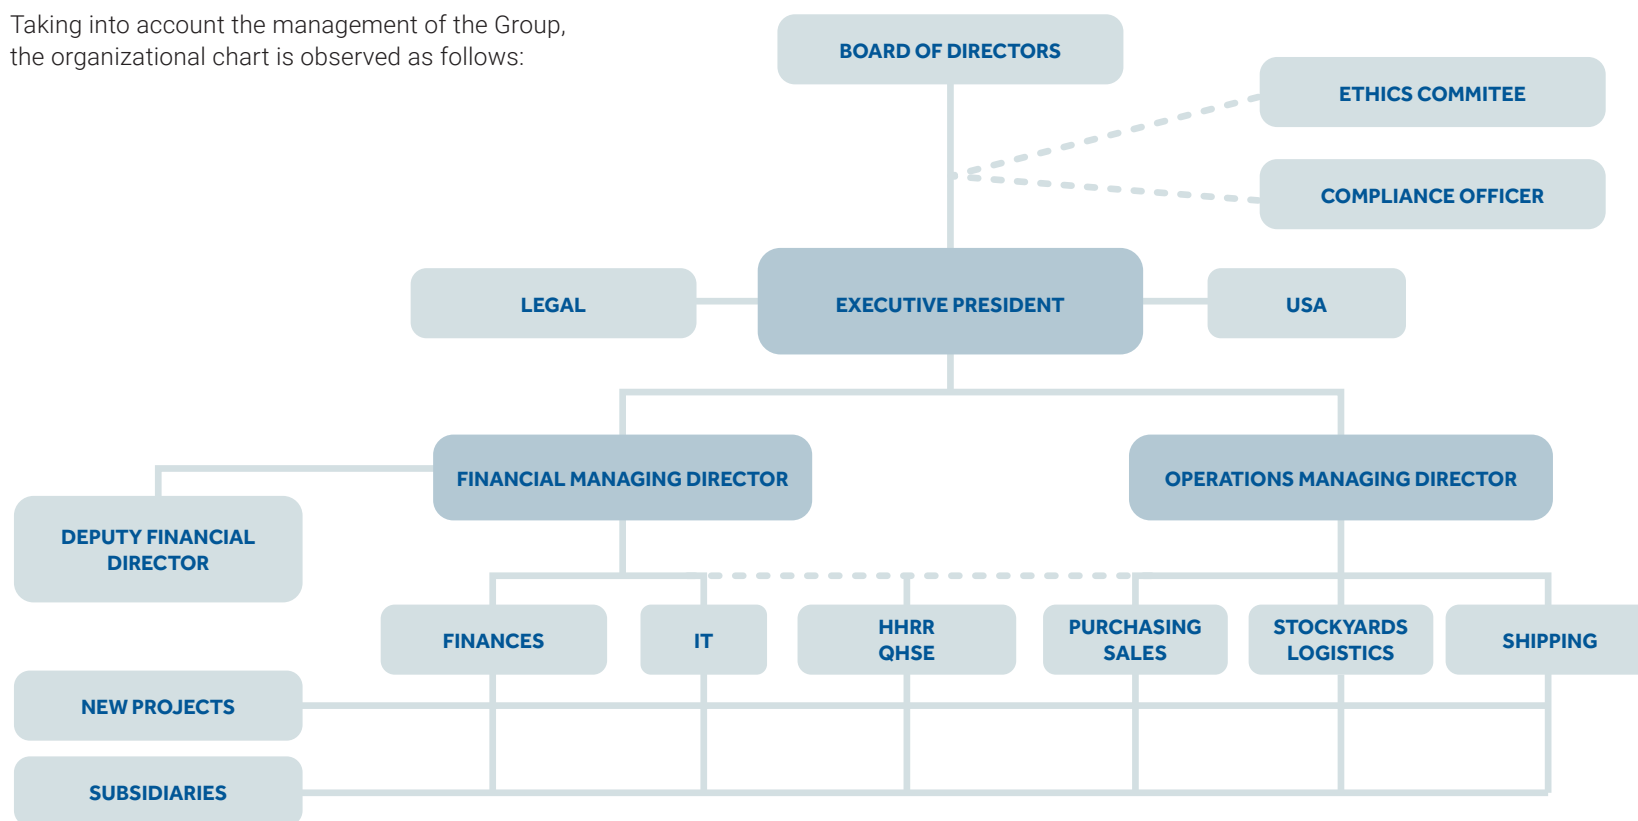 Taking into account the management of the Group,
the organizational chart is observed as follows:
BOARD OF DIRECTORS
ETHICS COMMITEE
COMPLIANCE OFFICER
LEGAL
EXECUTIVE PRESIDENT
USA
FINANCIAL MANAGING DIRECTOR
OPERATIONS MANAGING DIRECTOR
DEPUTY FINANCIAL
DIRECTOR
FINANCES
IT
HHRR
QHSE
PURCHASING
SALES
STOCKYARDS
LOGISTICS
SHIPPING
NEW PROJECTS
SUBSIDIARIES